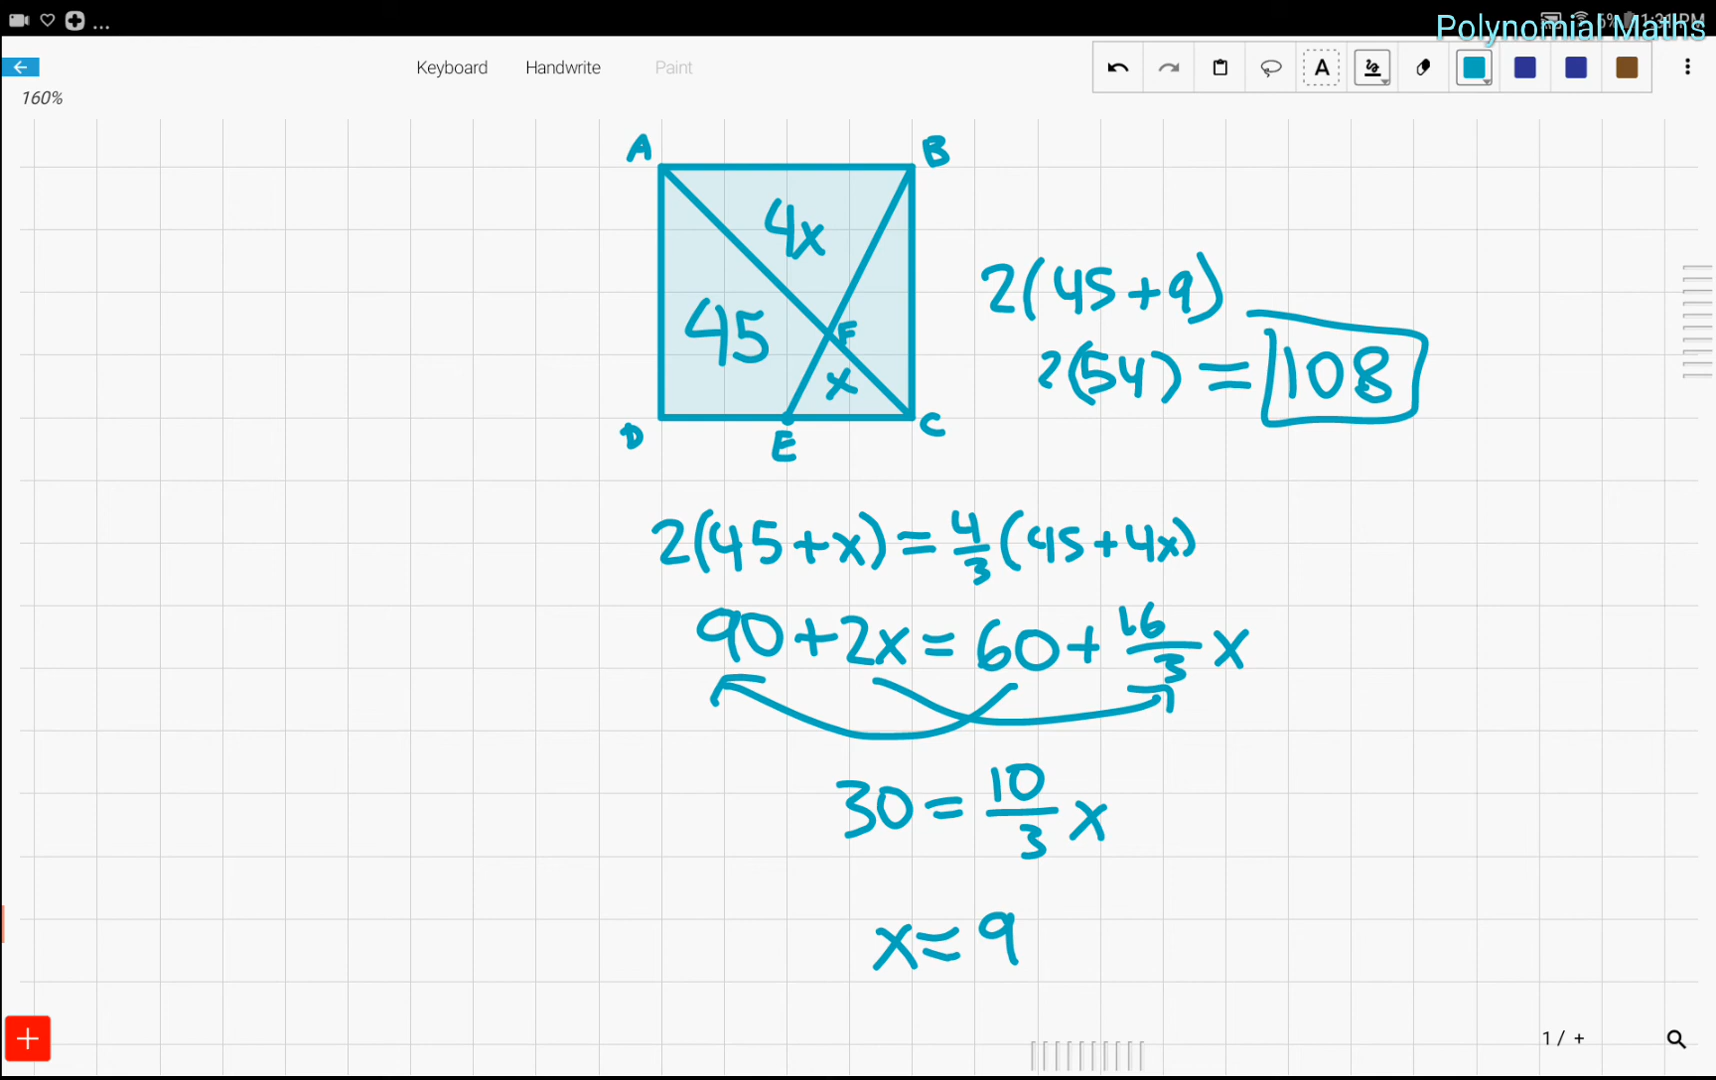 Polynomial Maths
Keyboard Handwrite Paint
A
160%
A B
4x
45 F
x
D E C
2(45+9)
2(54) = 108
2(45+x) = 4/3 (45+4x)
90+2x = 60+ 16/3 x
30 = 10/3 x
x = 9
1 / +